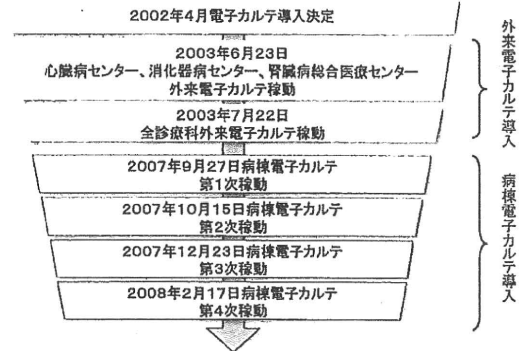 2002年4月電子カルテ導入決定
2003年6月23日
心臓病センター、消化器病センター、腎臓病総合医療センター
外来電子カルテ稼動
2003年7月22日
全診療科外来電子カルテ稼動
外来電子カルテ導入
2007年9月27日病棟電子カルテ
第1次稼動
2007年10月15日病棟電子カルテ
第2次稼動
2007年12月23日病棟電子カルテ
第3次稼動
2008年2月17日病棟電子カルテ
第4次稼動
病棟電子カルテ導入